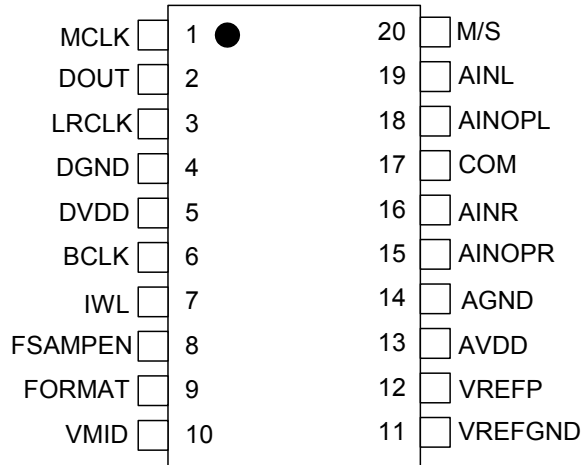 MCLK 1 20 M/S
DOUT 2 19 AINL
LRCLK 3 18 AINOPL
DGND 4 17 COM
DVDD 5 16 AINR
BCLK 6 15 AINOPR
IWL 7 14 AGND
FSAMPEN 8 13 AVDD
FORMAT 9 12 VREFP
VMID 10 11 VREFGND